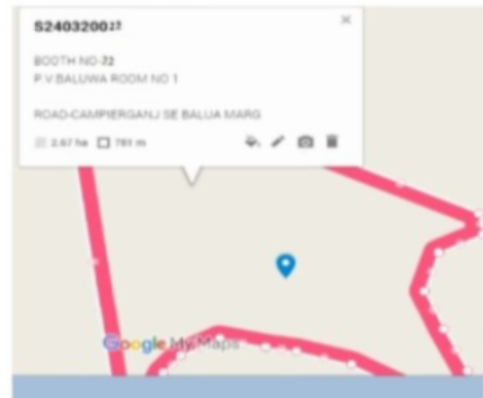 S240320022
BOOTH NO-72
P.V.BALUWA ROOM NO 1
ROAD-CAMPIERGANJ SE BALUA MARG
2.67 ha 781 m
Google My Maps